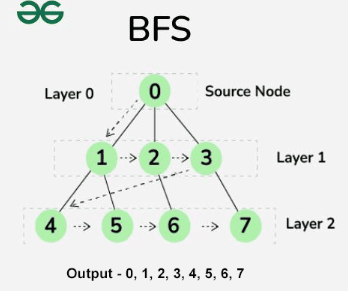 BFS
Layer 0
0
Source Node
1
2
3
Layer 1
4
5
6
7
Layer 2
Output - 0, 1, 2, 3, 4, 5, 6, 7